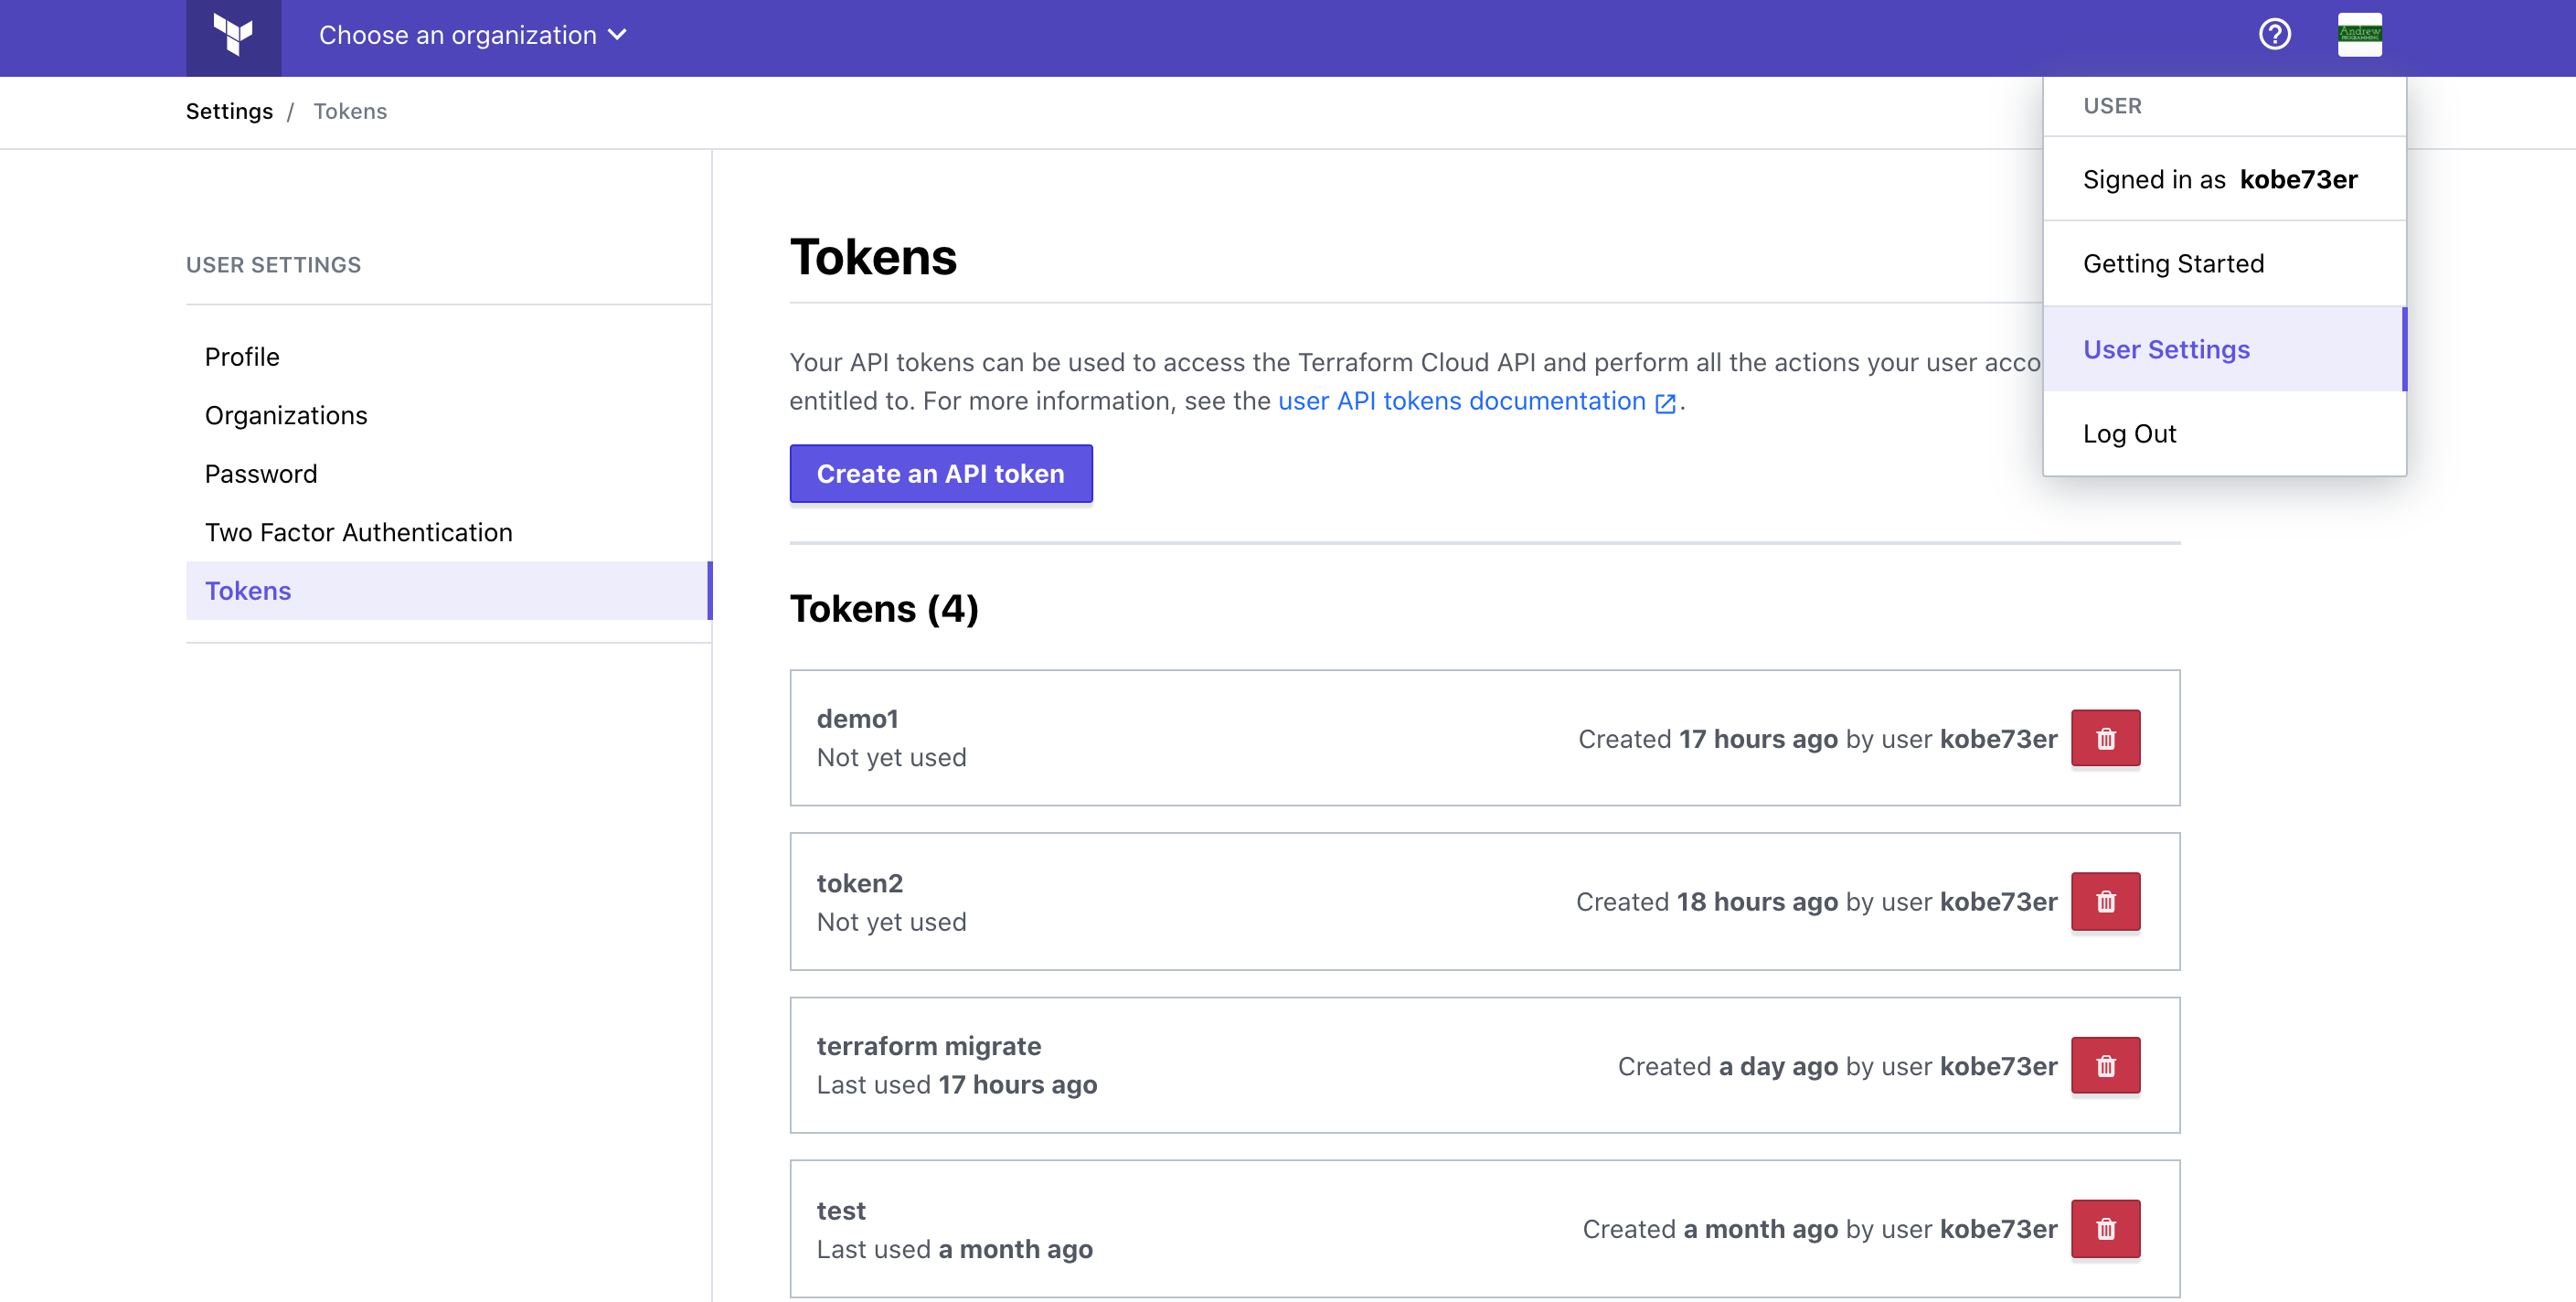 Choose an organization
Andrew
PROGRAMMING
Settings / Tokens
USER
Signed in as kobe73er
Getting Started
User Settings
Log Out
USER SETTINGS
Profile
Organizations
Password
Two Factor Authentication
Tokens
Tokens
Your API tokens can be used to access the Terraform Cloud API and perform all the actions your user acco
entitled to. For more information, see the user API tokens documentation .
Create an API token
Tokens (4)
demo1
Not yet used
Created 17 hours ago by user kobe73er
token2
Not yet used
Created 18 hours ago by user kobe73er
terraform migrate
Last used 17 hours ago
Created a day ago by user kobe73er
test
Last used a month ago
Created a month ago by user kobe73er